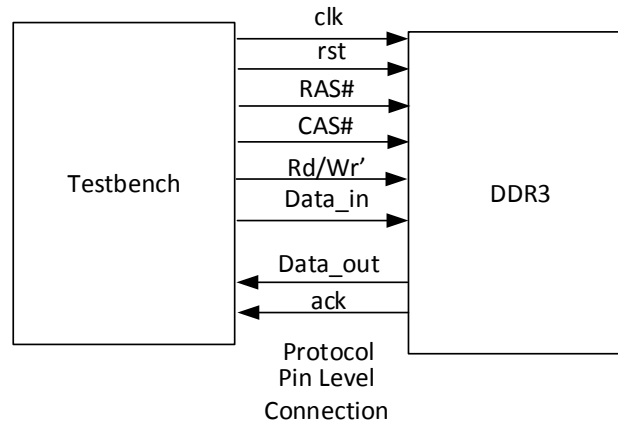 clk
rst
RAS#
CAS#
Rd/Wr’
Testbench
DDR3
Data_in
Data_out
ack
Protocol
Pin Level
Connection